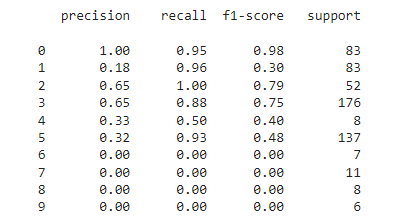 precision recall f1-score support
0 1.00 0.95 0.98 83
1 0.18 0.96 0.30 83
2 0.65 1.00 0.79 52
3 0.65 0.88 0.75 176
4 0.33 0.50 0.40 8
5 0.32 0.93 0.48 137
6 0.00 0.00 0.00 7
7 0.00 0.00 0.00 11
8 0.00 0.00 0.00 8
9 0.00 0.00 0.00 6